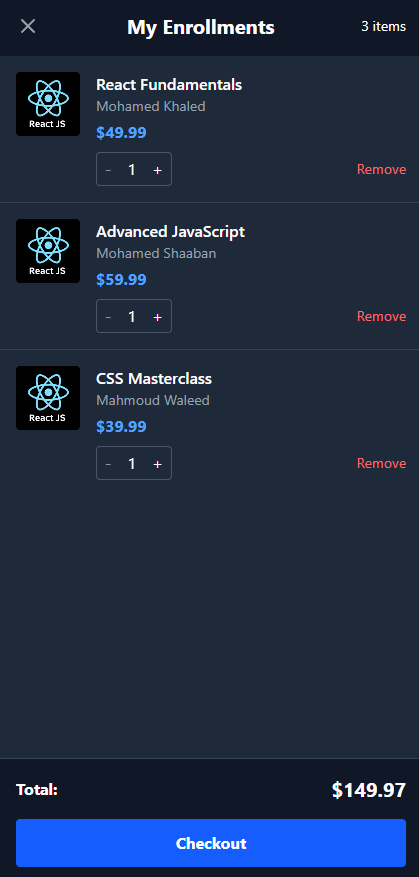 My Enrollments
3 items
React JS
React Fundamentals
Mohamed Khaled
$49.99
- 1 +
Remove
React JS
Advanced JavaScript
Mohamed Shaaban
$59.99
- 1 +
Remove
React JS
CSS Masterclass
Mahmoud Waleed
$39.99
- 1 +
Remove
Total:
$149.97
Checkout